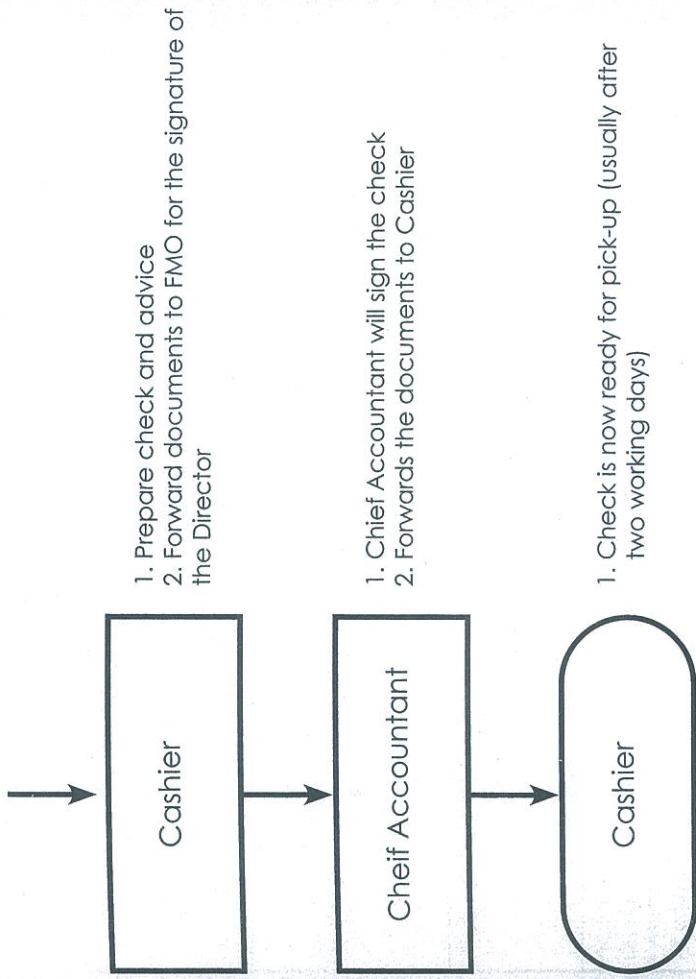 Cashier
1. Prepare check and advice
2. Forward documents to FMO for the signature of
the Director
Cheif Accountant
1. Chief Accountant will sign the check
2. Forwards the documents to Cashier
Cashier
1. Check is now ready for pick-up (usually after
two working days)